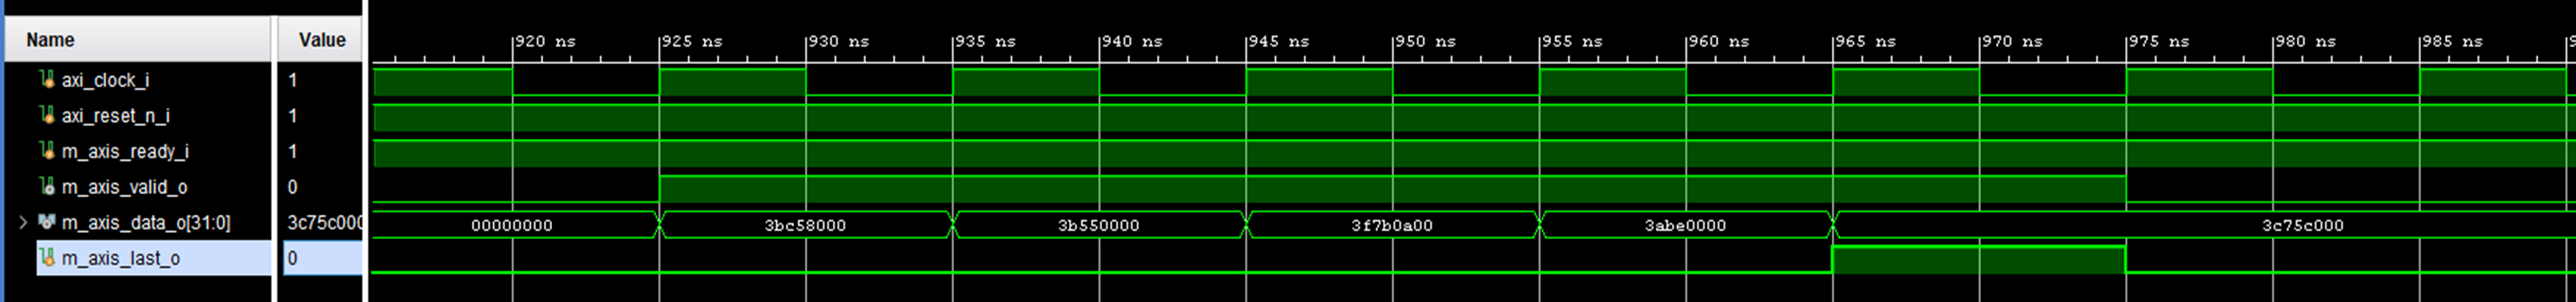 Name Value
920 ns 925 ns 930 ns 935 ns 940 ns 945 ns 950 ns 955 ns 960 ns 965 ns 970 ns 975 ns 980 ns 985 ns
axi_clock_i 1
axi_reset_n_i 1
m_axis_ready_i 1
m_axis_valid_o 0
m_axis_data_o[31:0] 3c75c000 00000000 3bc58000 3b550000 3f7b0a00 3abe0000 3c75c000
m_axis_last_o 0